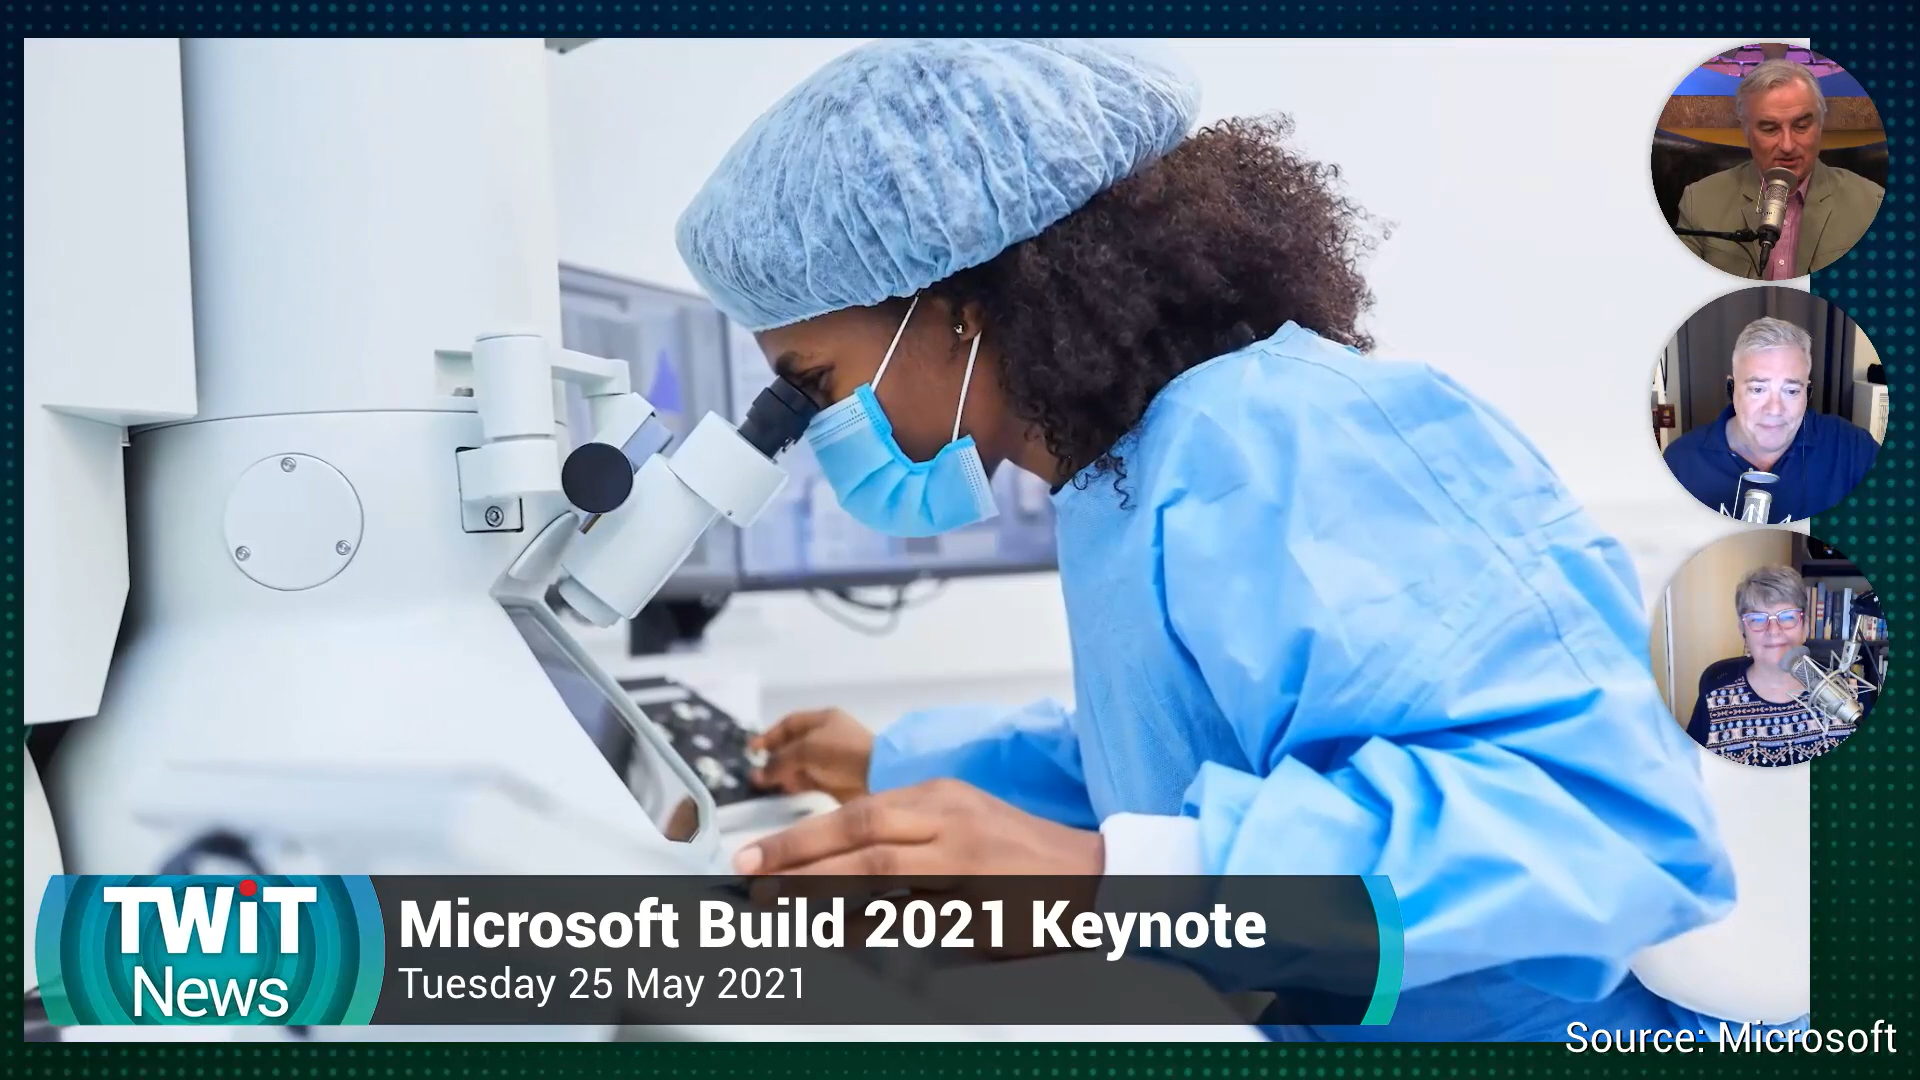 TWiT
News
Microsoft Build 2021 Keynote
Tuesday 25 May 2021
Source: Microsoft